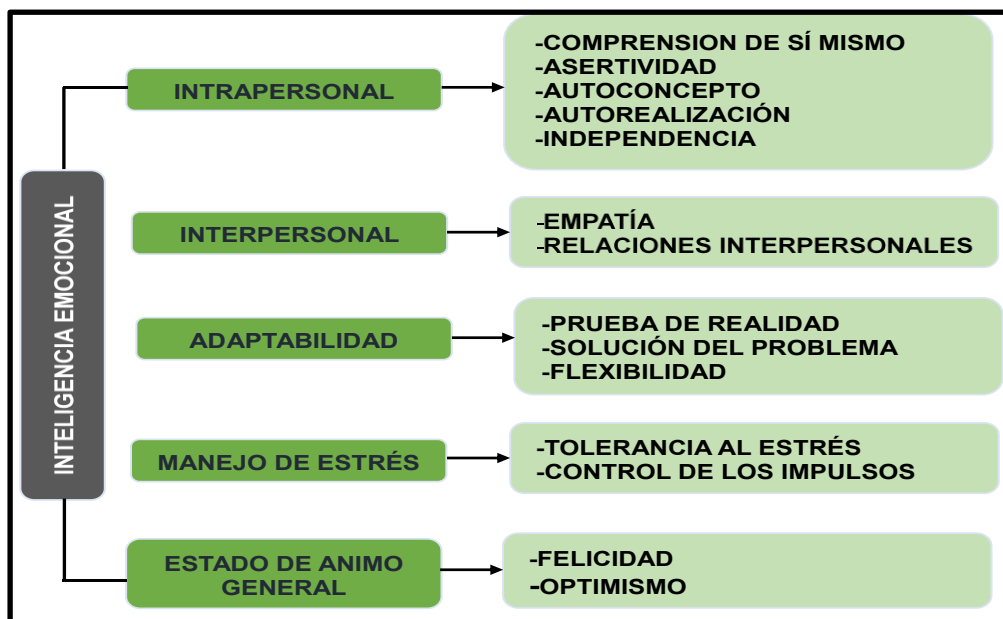 INTELIGENCIA EMOCIONAL
INTRAPERSONAL
-COMPRENSION DE SÍ MISMO
-ASERTIVIDAD
-AUTOCONCEPTO
-AUTOREALIZACIÓN
-INDEPENDENCIA
INTERPERSONAL
-EMPATÍA
-RELACIONES INTERPERSONALES
ADAPTABILIDAD
-PRUEBA DE REALIDAD
-SOLUCIÓN DEL PROBLEMA
-FLEXIBILIDAD
MANEJO DE ESTRÉS
-TOLERANCIA AL ESTRÉS
-CONTROL DE LOS IMPULSOS
ESTADO DE ANIMO
GENERAL
-FELICIDAD
-OPTIMISMO